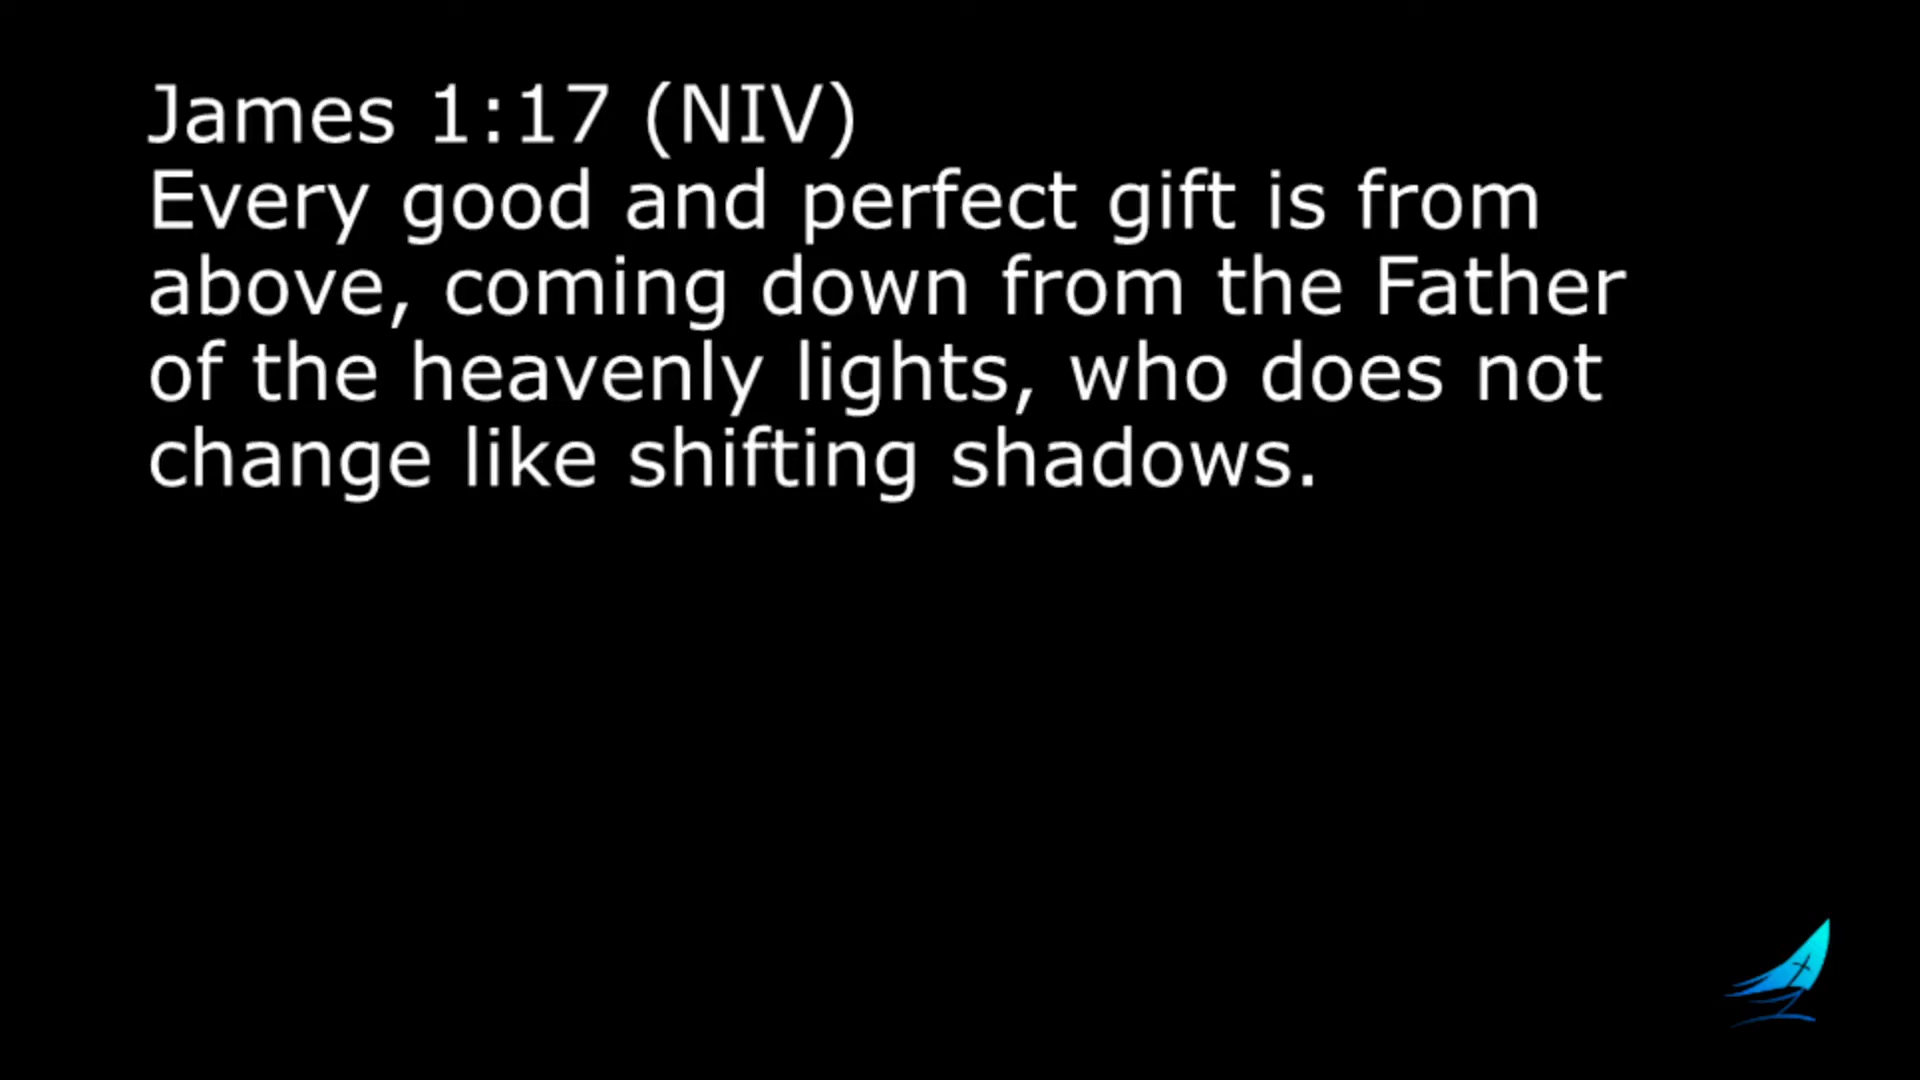 James 1:17 (NIV)
Every good and perfect gift is from
above, coming down from the Father
of the heavenly lights, who does not
change like shifting shadows.